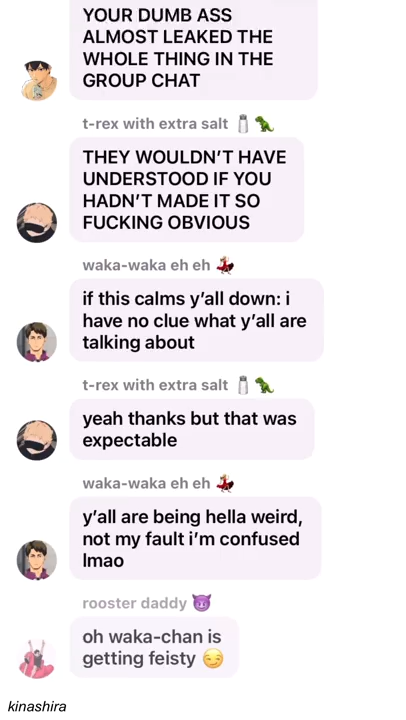 YOUR DUMB ASS
ALMOST LEAKED THE
WHOLE THING IN THE
GROUP CHAT
t-rex with extra salt 🧂🦖
THEY WOULDN'T HAVE
UNDERSTOOD IF YOU
HADN'T MADE IT SO
FUCKING OBVIOUS
waka-waka eh eh 💃
if this calms y'all down: i
have no clue what y'all are
talking about
t-rex with extra salt 🧂🦖
yeah thanks but that was
expectable
waka-waka eh eh 💃
y'all are being hella weird,
not my fault i'm confused
lmao
rooster daddy 😈
oh waka-chan is
getting feisty 😏
kinashira